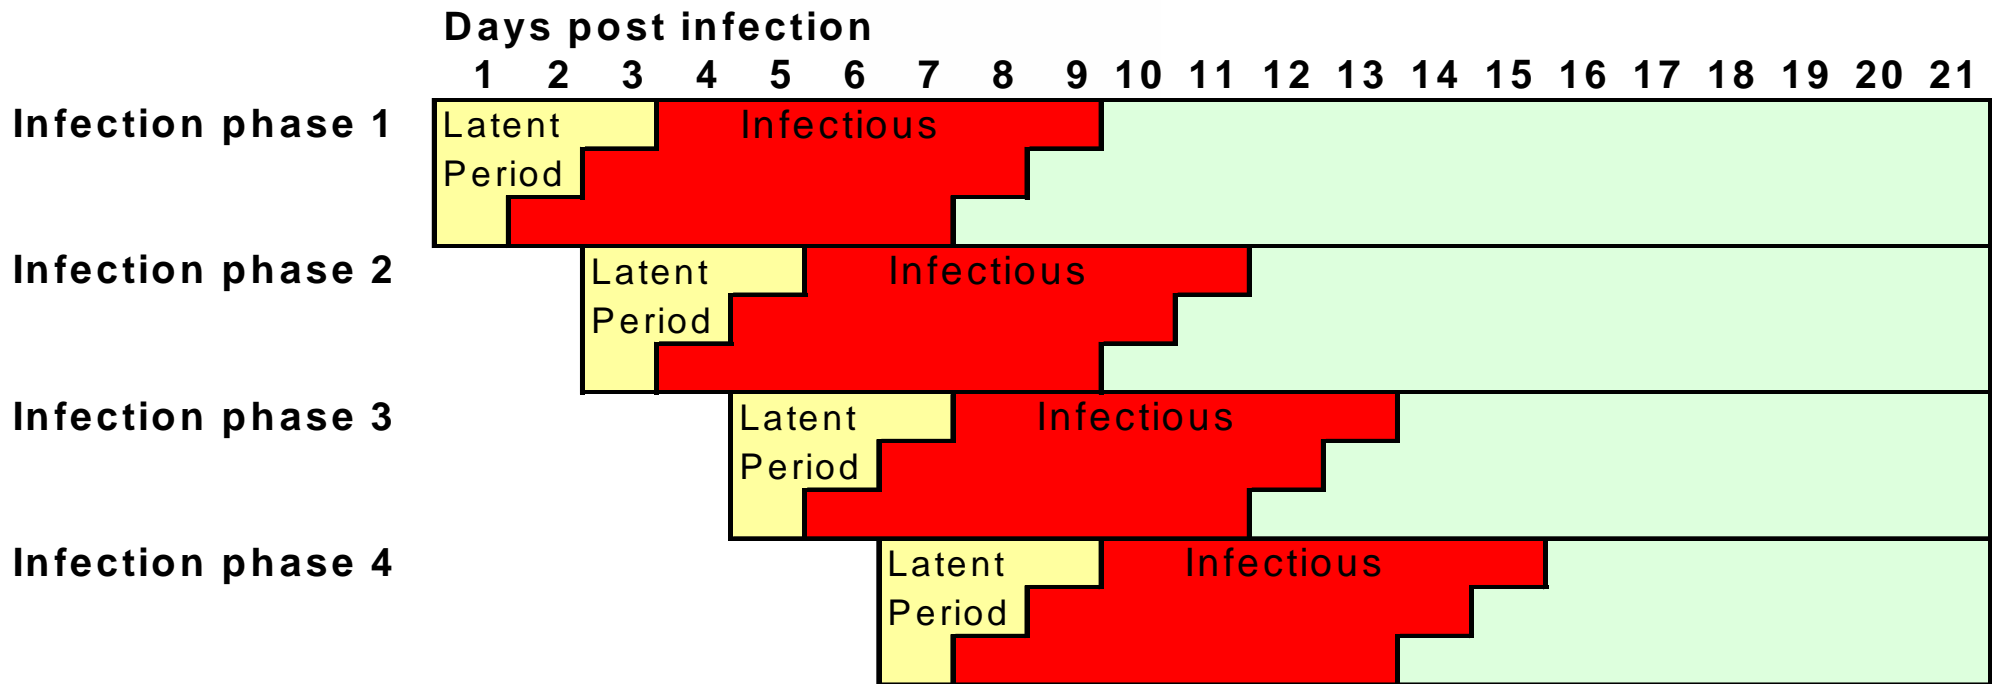 Days post infection
1 2 3 4 5 6 7 8 9 10 11 12 13 14 15 16 17 18 19 20 21
Infection phase 1 Latent Infectious
Period
Infection phase 2 Latent Infectious
Period
Infection phase 3 Latent Infectious
Period
Infection phase 4 Latent Infectious
Period